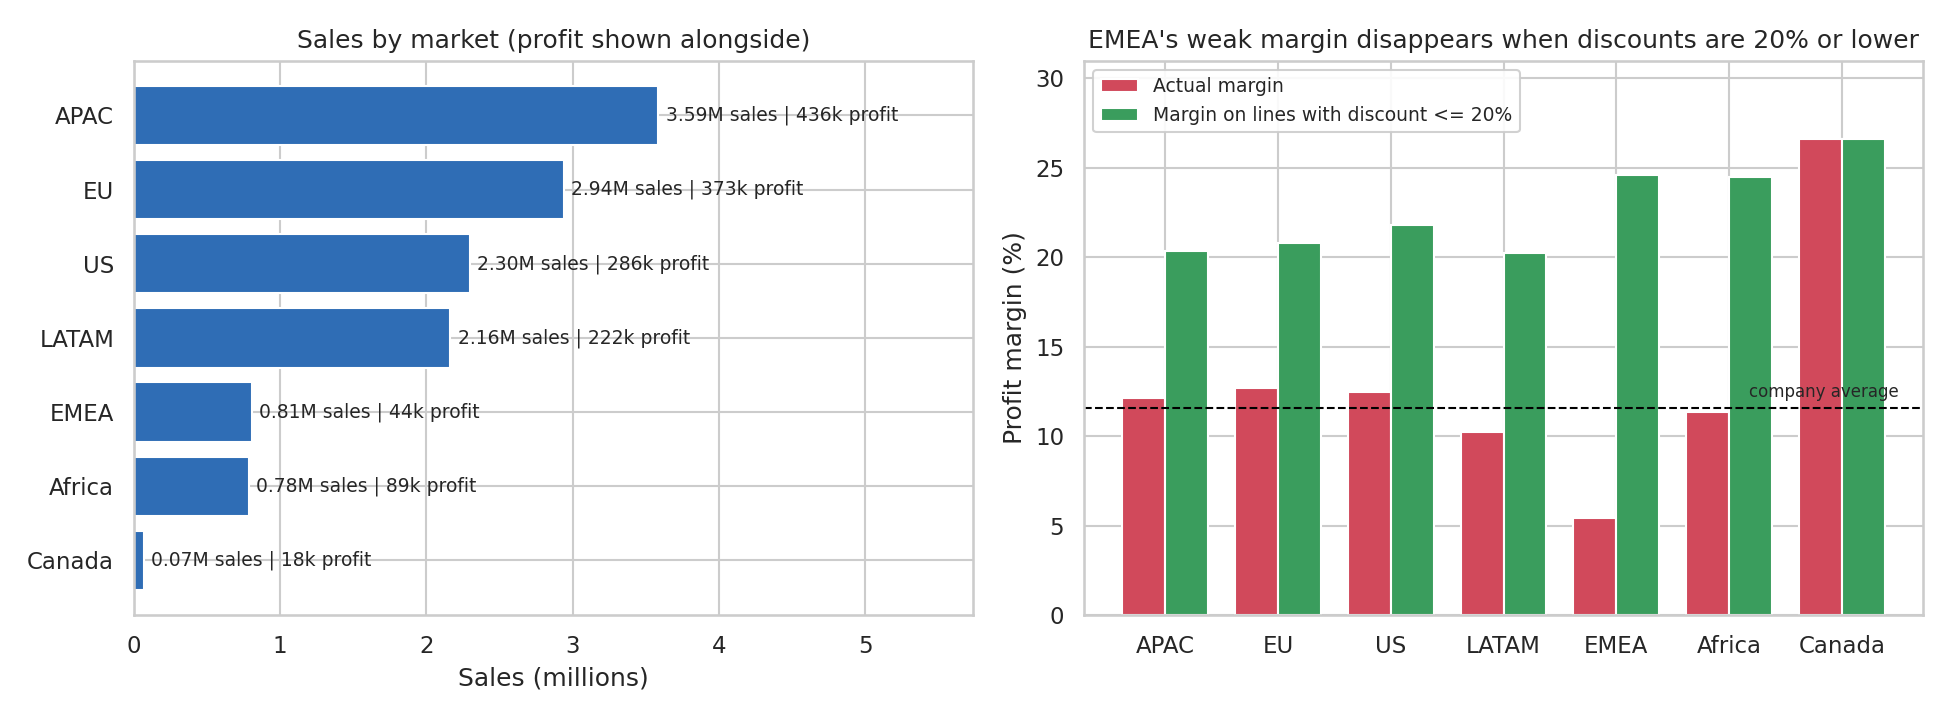 Sales by market (profit shown alongside)
APAC
3.59M sales | 436k profit
EU
2.94M sales | 373k profit
US
2.30M sales | 286k profit
LATAM
2.16M sales | 222k profit
EMEA
0.81M sales | 44k profit
Africa
0.78M sales | 89k profit
Canada
0.07M sales | 18k profit
0 1 2 3 4 5
Sales (millions)
EMEA's weak margin disappears when discounts are 20% or lower
Actual margin
Margin on lines with discount <= 20%
Profit margin (%)
30
25
20
15
10
5
0
company average
APAC EU US LATAM EMEA Africa Canada